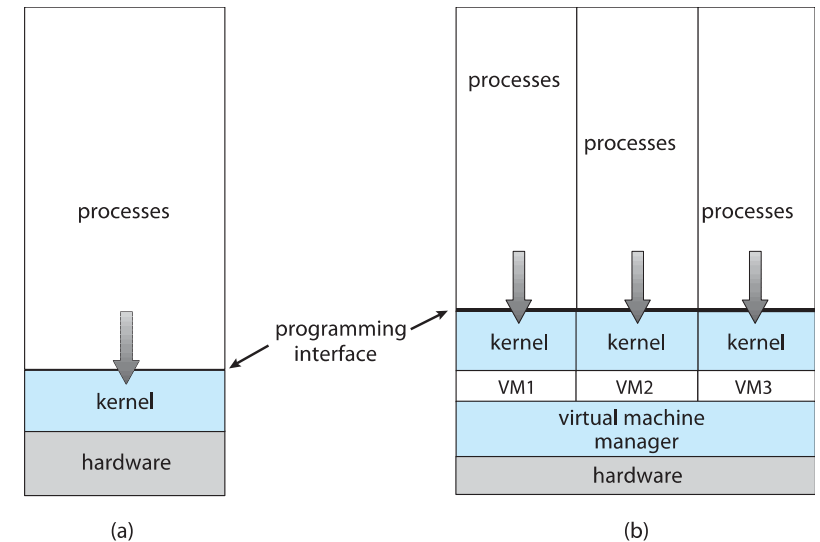 processes
kernel
hardware
(a)
programming
interface
processes
processes
processes
kernel
kernel
kernel
VM1
VM2
VM3
virtual machine
manager
hardware
(b)